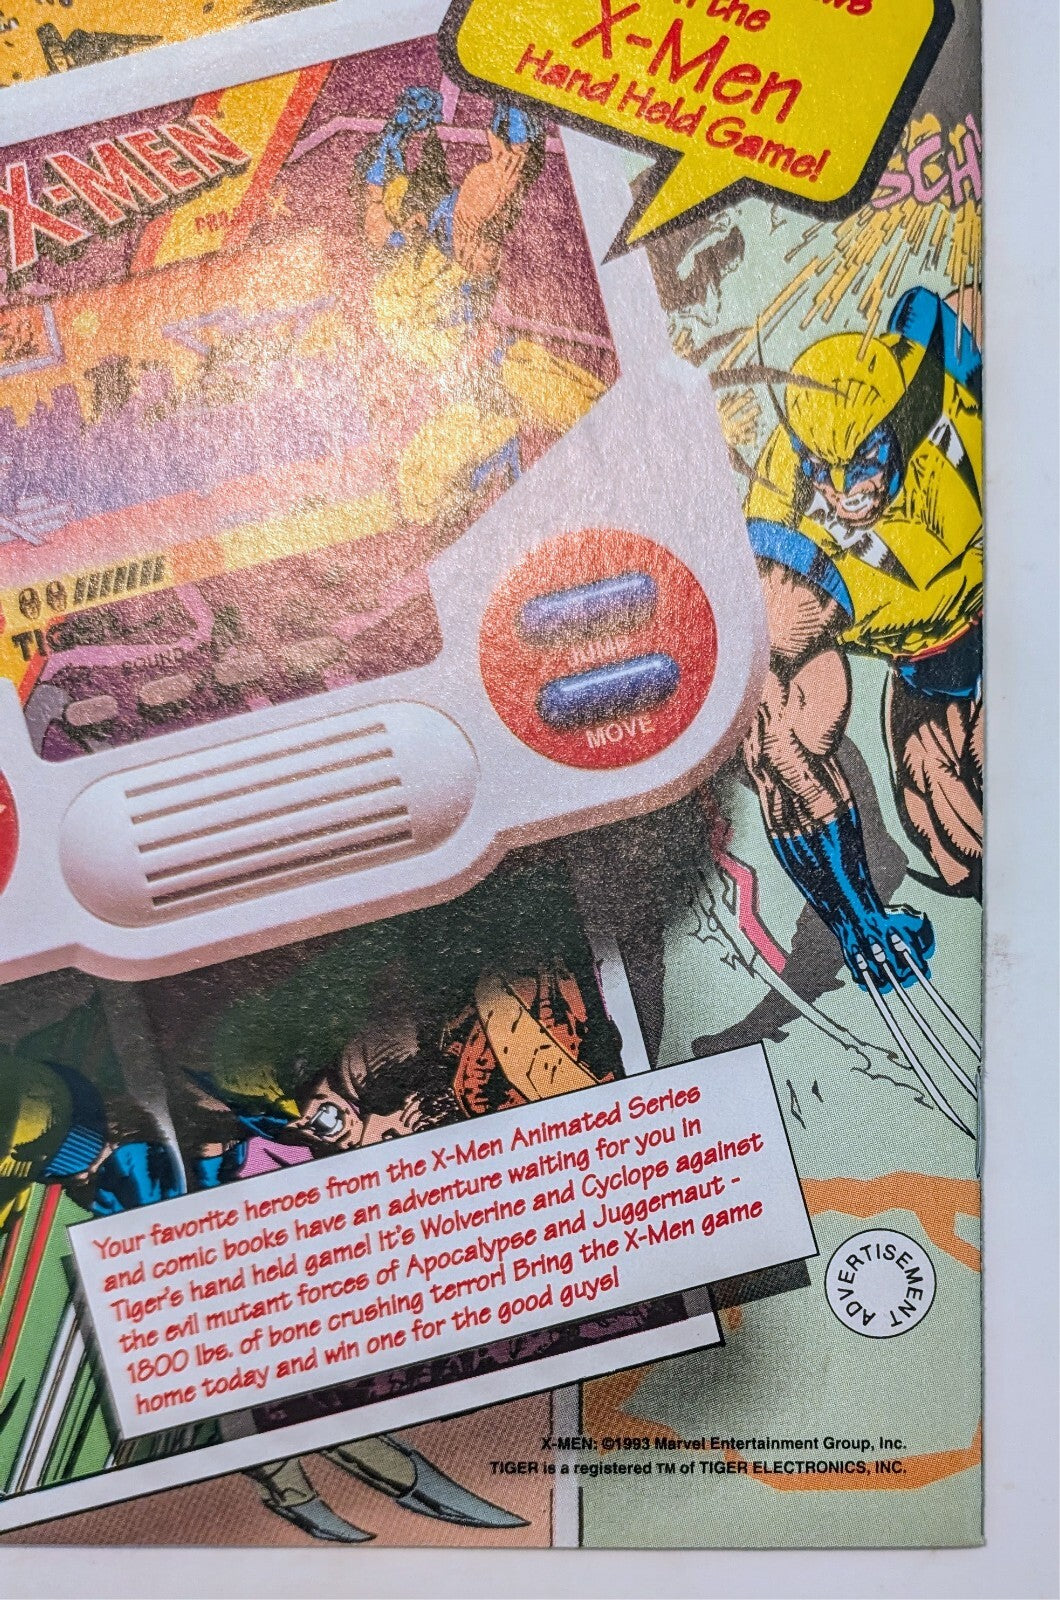 the
X-Men
Hand Held Game!
SCH
X-MEN
TIGER
SOUND
JUMP
MOVE
Your favorite heroes from the X-Men Animated Series
and comic books have an adventure waiting for you in
Tiger's hand held game! It's Wolverine and Cyclops against
the evil mutant forces of Apocalypse and Juggernaut -
1800 lbs. of bone crushing terror! Bring the X-Men game
home today and win one for the good guys!
ADVERTISEMENT
X-MEN: ©1993 Marvel Entertainment Group, Inc.
TIGER is a registered TM of TIGER ELECTRONICS, INC.